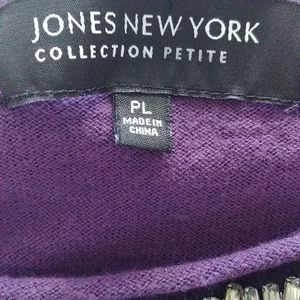 JONES NEW YORK
COLLECTION PETITE
PL
MADE IN
CHINA